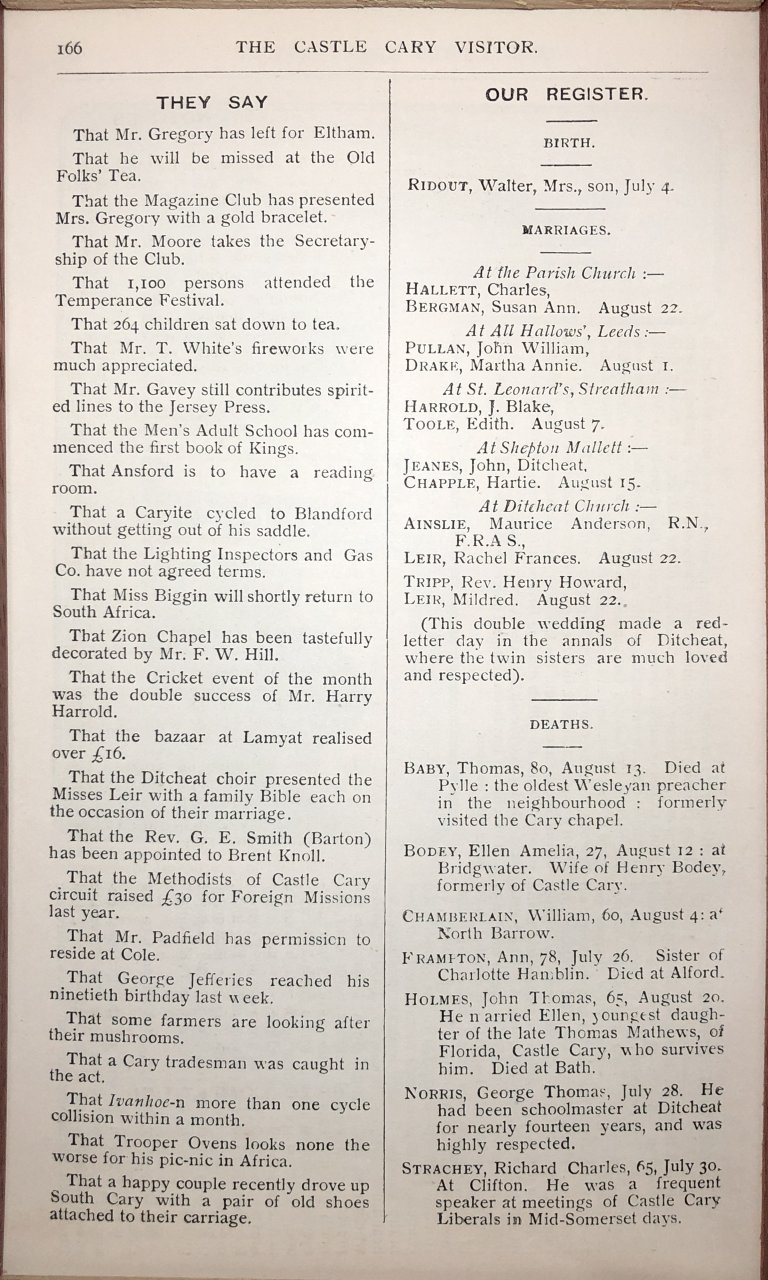 166
THE CASTLE CARY VISITOR.
THEY SAY
That Mr. Gregory has left for Eltham.
That he will be missed at the Old
Folks' Tea.
That the Magazine Club has presented
Mrs. Gregory with a gold bracelet.
That Mr. Moore takes the Secretary-
ship of the Club.
That 1,100 persons attended the
Temperance Festival.
That 264 children sat down to tea.
That Mr. T. White's fireworks were
much appreciated.
That Mr. Gavey still contributes spirit-
ed lines to the Jersey Press.
That the Men's Adult School has com-
menced the first book of Kings.
That Ansford is to have a reading
room.
That a Caryite cycled to Blandford
without getting out of his saddle.
That the Lighting Inspectors and Gas
Co. have not agreed terms.
That Miss Biggin will shortly return to
South Africa.
That Zion Chapel has been tastefully
decorated by Mr. F. W. Hill.
That the Cricket event of the month
was the double success of Mr. Harry
Harrold.
That the bazaar at Lamyat realised
over £16.
That the Ditcheat choir presented the
Misses Leir with a family Bible each on
the occasion of their marriage.
That the Rev. G. E. Smith (Barton)
has been appointed to Brent Knoll.
That the Methodists of Castle Cary
circuit raised £30 for Foreign Missions
last year.
That Mr. Padfield has permission to
reside at Cole.
That George Jefferies reached his
ninetieth birthday last week.
That some farmers are looking after
their mushrooms.
That a Cary tradesman was caught in
the act.
That Ivanhoe-n more than one cycle
collision within a month.
That Trooper Ovens looks none the
worse for his pic-nic in Africa.
That a happy couple recently drove up
South Cary with a pair of old shoes
attached to their carriage.
OUR REGISTER.
BIRTH.
RIDOUT, Walter, Mrs., son, July 4.
MARRIAGES.
At the Parish Church :—
HALLETT, Charles,
BERGMAN, Susan Ann. August 22.
At All Hallows', Leeds :—
PULLAN, John William,
DRAKE, Martha Annie. August 1.
At St. Leonard's, Streatham :—
HARROLD, J. Blake,
TOOLE, Edith. August 7.
At Shepton Mallett :—
JEANES, John, Ditcheat,
CHAPPLE, Hartie. August 15.
At Ditcheat Church :—
AINSLIE, Maurice Anderson, R.N.,
F.R.A S.,
LEIR, Rachel Frances. August 22.
TRIPP, Rev. Henry Howard,
LEIR, Mildred. August 22.
(This double wedding made a red-
letter day in the annals of Ditcheat,
where the twin sisters are much loved
and respected).
DEATHS.
BABY, Thomas, 80, August 13. Died at
Pylle : the oldest Wesleyan preacher
in the neighbourhood : formerly
visited the Cary chapel.
BODEY, Ellen Amelia, 27, August 12 : at
Bridgwater. Wife of Henry Bodey,
formerly of Castle Cary.
CHAMBERLAIN, William, 60, August 4: at
North Barrow.
FRAMPTON, Ann, 78, July 26. Sister of
Charlotte Hamblin. Died at Alford.
HOLMES, John Thomas, 65, August 20.
He married Ellen, youngest daugh-
ter of the late Thomas Mathews, of
Florida, Castle Cary, who survives
him. Died at Bath.
NORRIS, George Thomas, July 28. He
had been schoolmaster at Ditcheat
for nearly fourteen years, and was
highly respected.
STRACHEY, Richard Charles, 65, July 30.
At Clifton. He was a frequent
speaker at meetings of Castle Cary
Liberals in Mid-Somerset days.